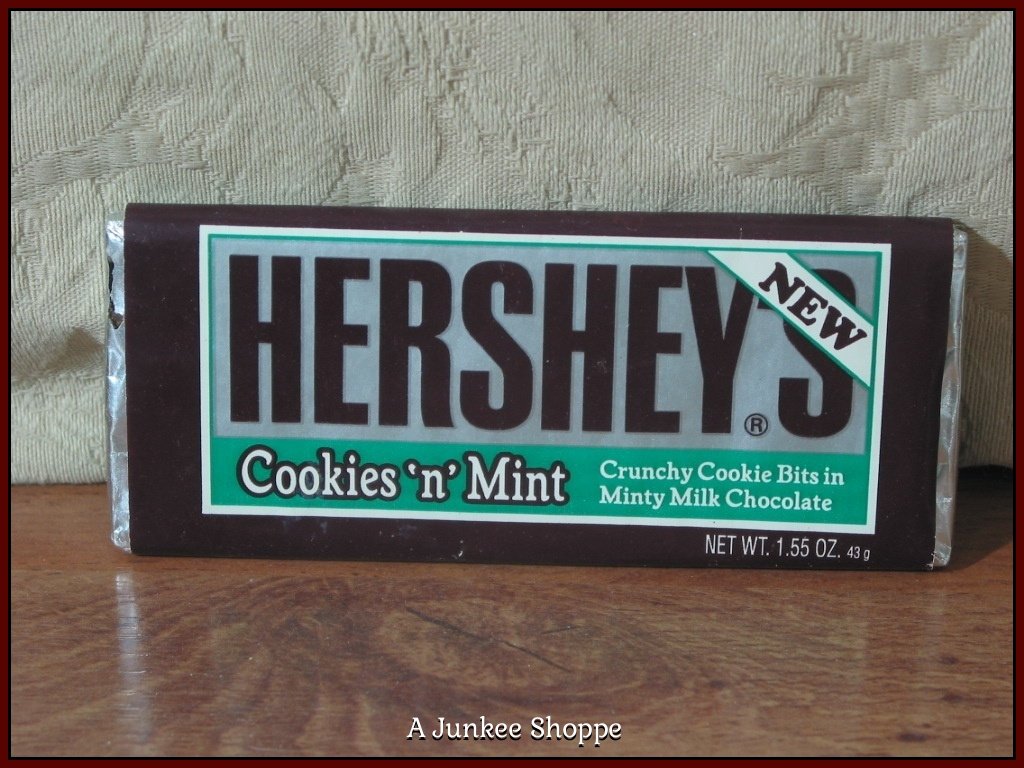 HERSHEY'S
®
NEW
Cookies 'n' Mint
Crunchy Cookie Bits in
Minty Milk Chocolate
NET WT. 1.55 OZ. 43 g
A Junkee Shoppe